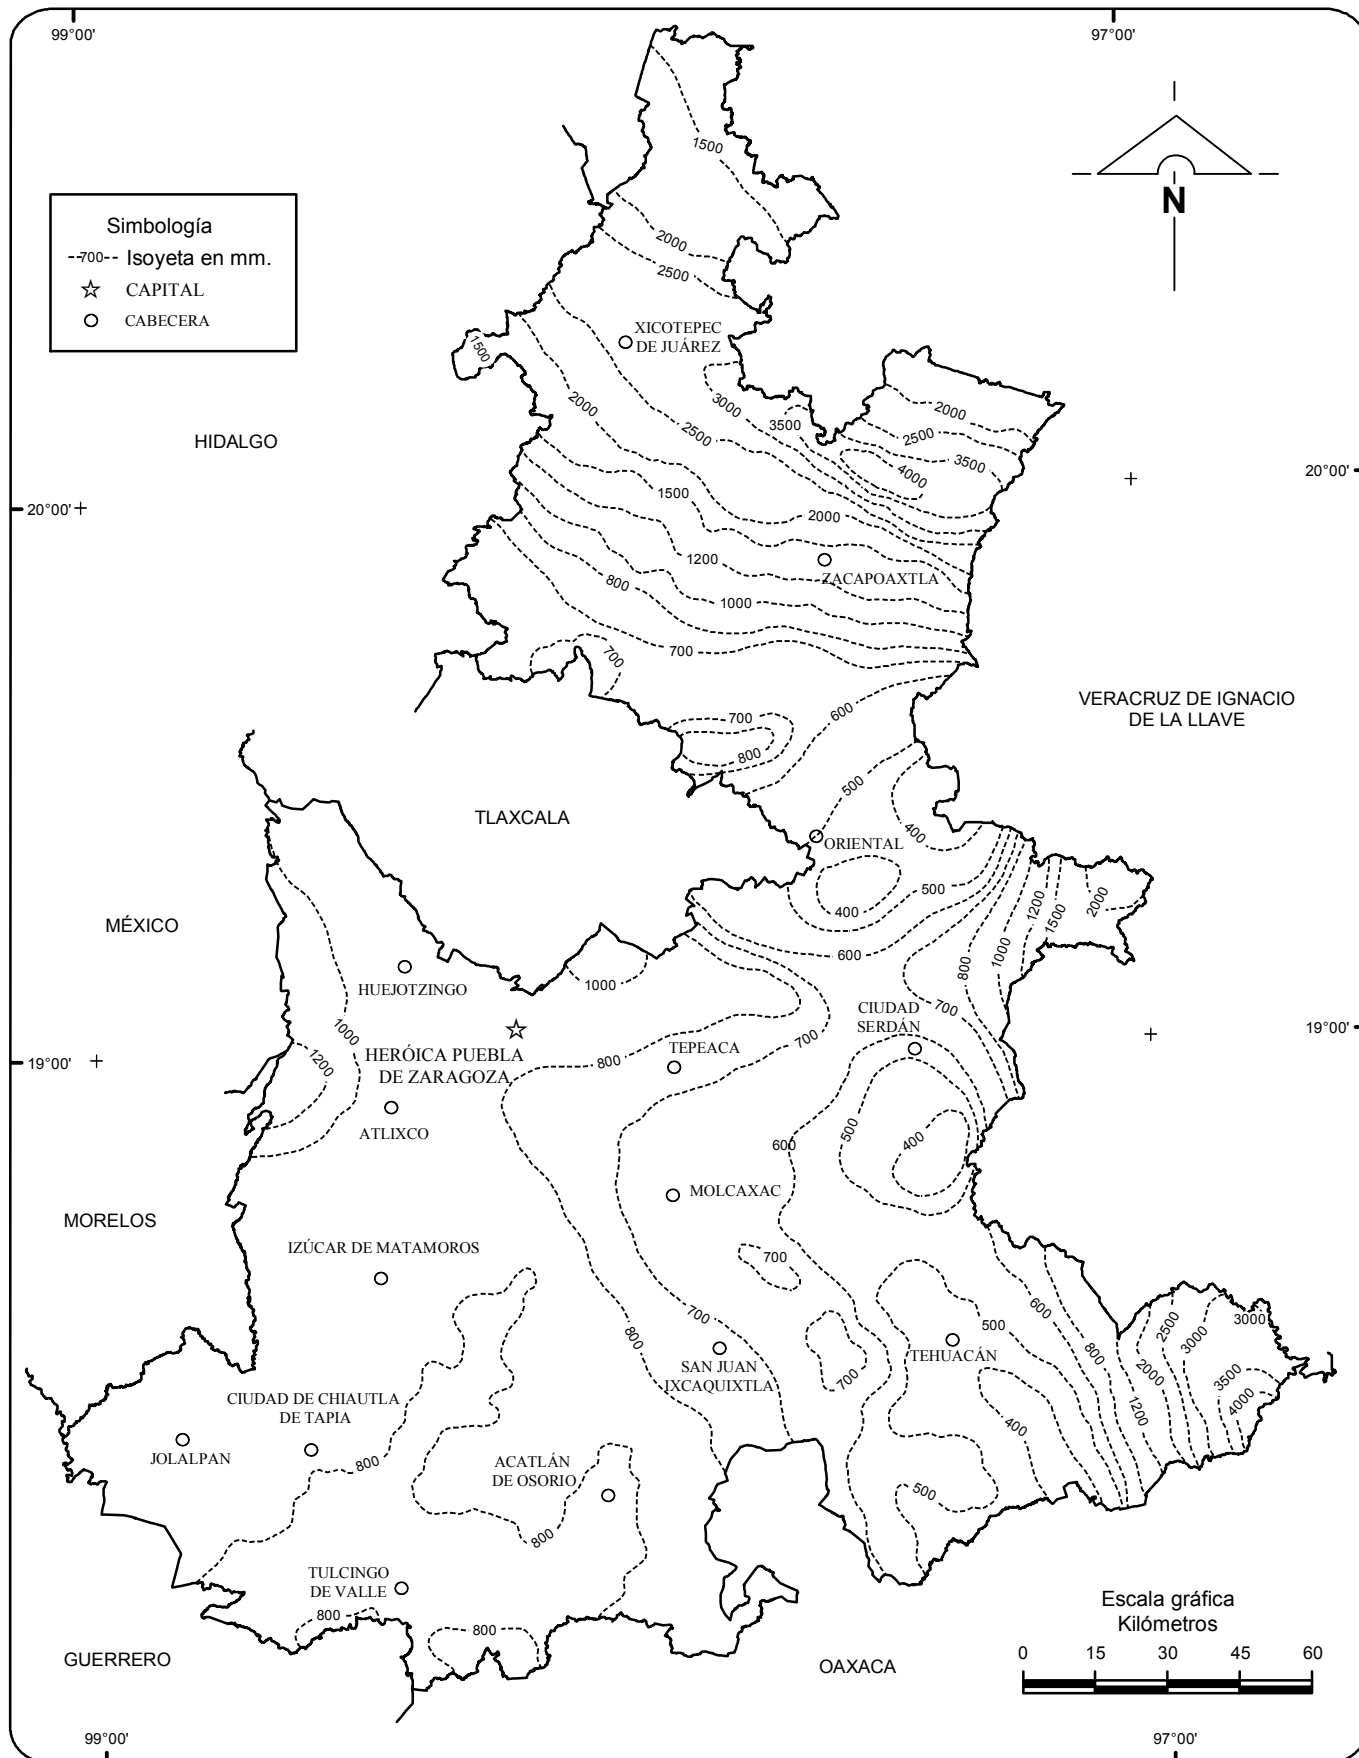 99°00'
97°00'
1500
N
Simbología
--700-- Isoyeta en mm.
CAPITAL
CABECERA
2000
2500
XICOTEPEC
DE JUÁREZ
1500
3000
2000
2500
3500
2000
2500
3500
4000
HIDALGO
20°00'
20°00'
1500
2000
1200
ZACAPOAXTLA
800
1000
700
700
VERACRUZ DE IGNACIO
DE LA LLAVE
600
700
800
500
TLAXCALA
400
ORIENTAL
500
400
2000
1200
1500
MÉXICO
600
1000
800
1000
HUEJOTZINGO
700
CIUDAD
SERDÁN
19°00'
1000
HERÓICA PUEBLA
DE ZARAGOZA
800
TEPEACA
700
19°00'
1200
ATLIXCO
600
500
400
MOLCAXAC
MORELOS
IZÚCAR DE MATAMOROS
700
700
800
600
500
800
2500
3000
3000
2000
TEHUACÁN
SAN JUAN
IXCAQUIXTLA
700
3500
4000
1200
400
CIUDAD DE CHIAUTLA
DE TAPIA
JOLALPAN
800
ACATLÁN
DE OSORIO
500
800
TULCINGO
DE VALLE
800
800
GUERRERO
OAXACA
Escala gráfica
Kilómetros
0 15 30 45 60
99°00'
97°00'